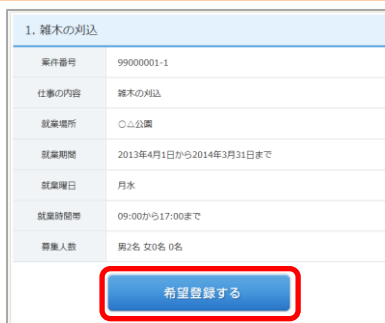 1. 雑木の刈込
案件番号 99000001-1
仕事の内容 雑木の刈込
就業場所 ○△公園
就業期間 2013年4月1日から2014年3月31日まで
就業曜日 月水
就業時間帯 09:00から17:00まで
募集人数 男2名 女0名 0名
希望登録する